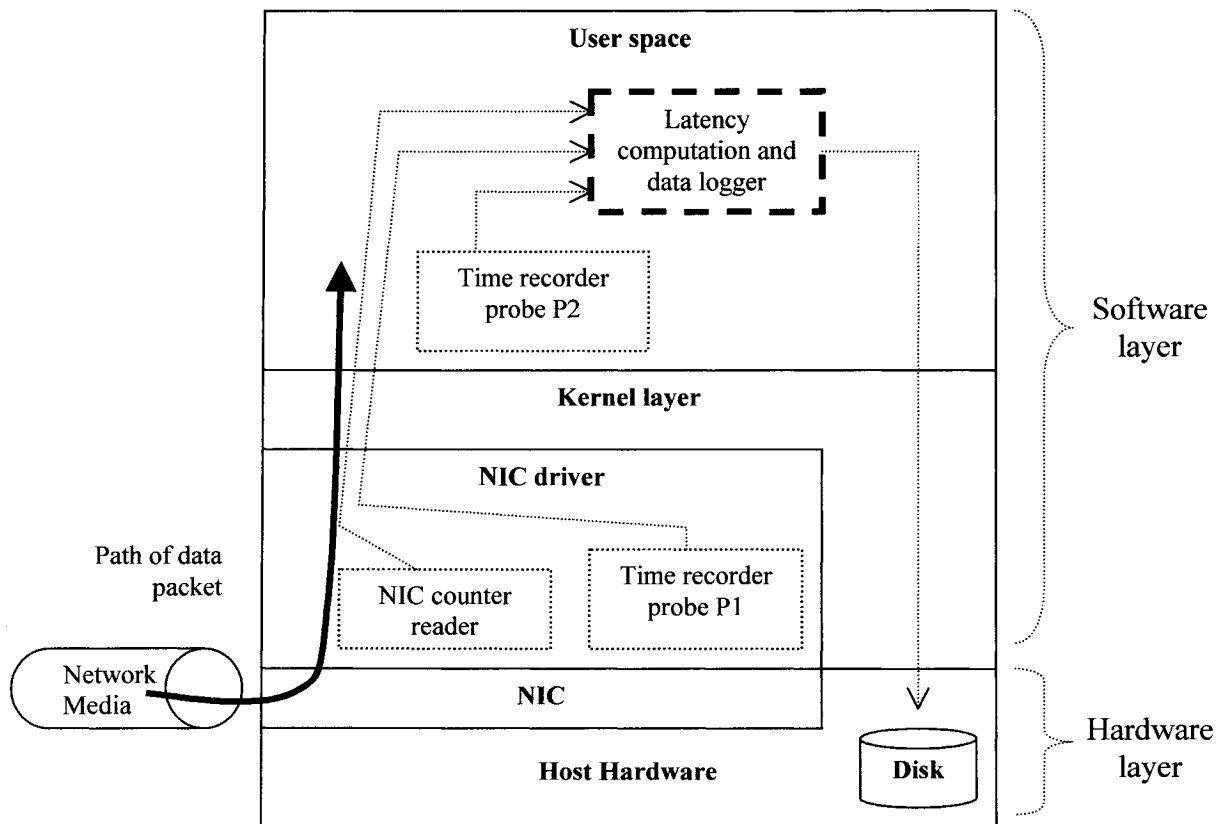 User space
Latency
computation and
data logger
Time recorder
probe P2
Software
layer
Kernel layer
NIC driver
Path of data
packet
NIC counter
reader
Time recorder
probe P1
Network
Media
NIC
Hardware
layer
Host Hardware
Disk